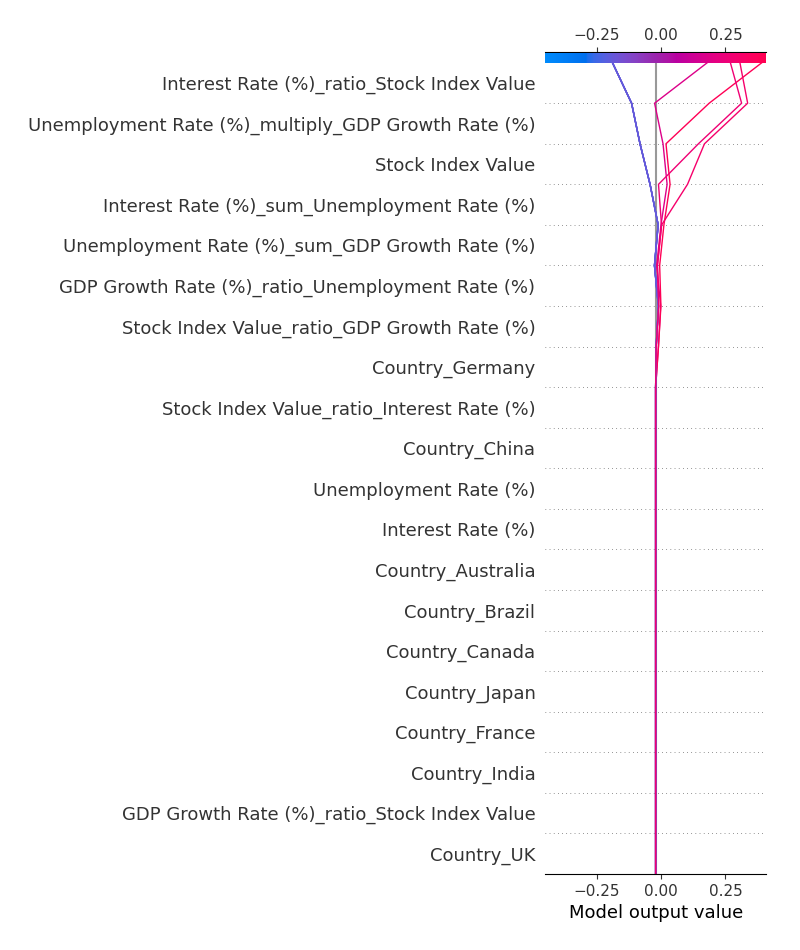 −0.25 0.00 0.25
Interest Rate (%)_ratio_Stock Index Value
Unemployment Rate (%)_multiply_GDP Growth Rate (%)
Stock Index Value
Interest Rate (%)_sum_Unemployment Rate (%)
Unemployment Rate (%)_sum_GDP Growth Rate (%)
GDP Growth Rate (%)_ratio_Unemployment Rate (%)
Stock Index Value_ratio_GDP Growth Rate (%)
Country_Germany
Stock Index Value_ratio_Interest Rate (%)
Country_China
Unemployment Rate (%)
Interest Rate (%)
Country_Australia
Country_Brazil
Country_Canada
Country_Japan
Country_France
Country_India
GDP Growth Rate (%)_ratio_Stock Index Value
Country_UK
−0.25 0.00 0.25
Model output value